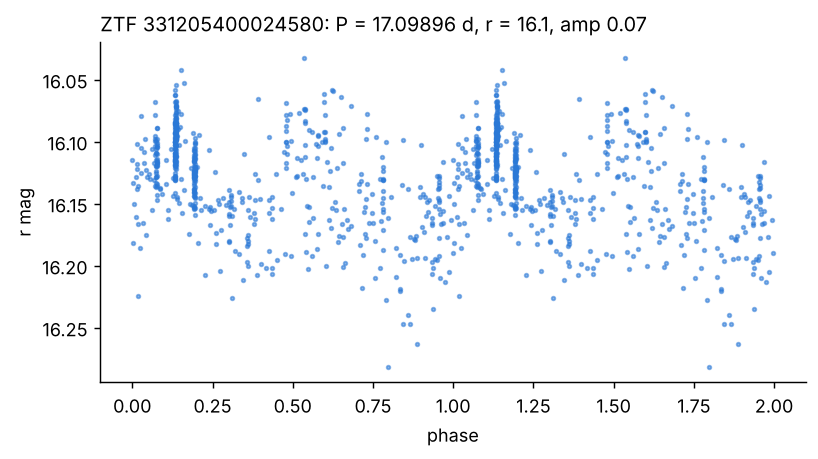 ZTF 331205400024580: P = 17.09896 d, r = 16.1, amp 0.07
16.05
16.10
16.15
16.20
16.25
r mag
0.00 0.25 0.50 0.75 1.00 1.25 1.50 1.75 2.00
phase